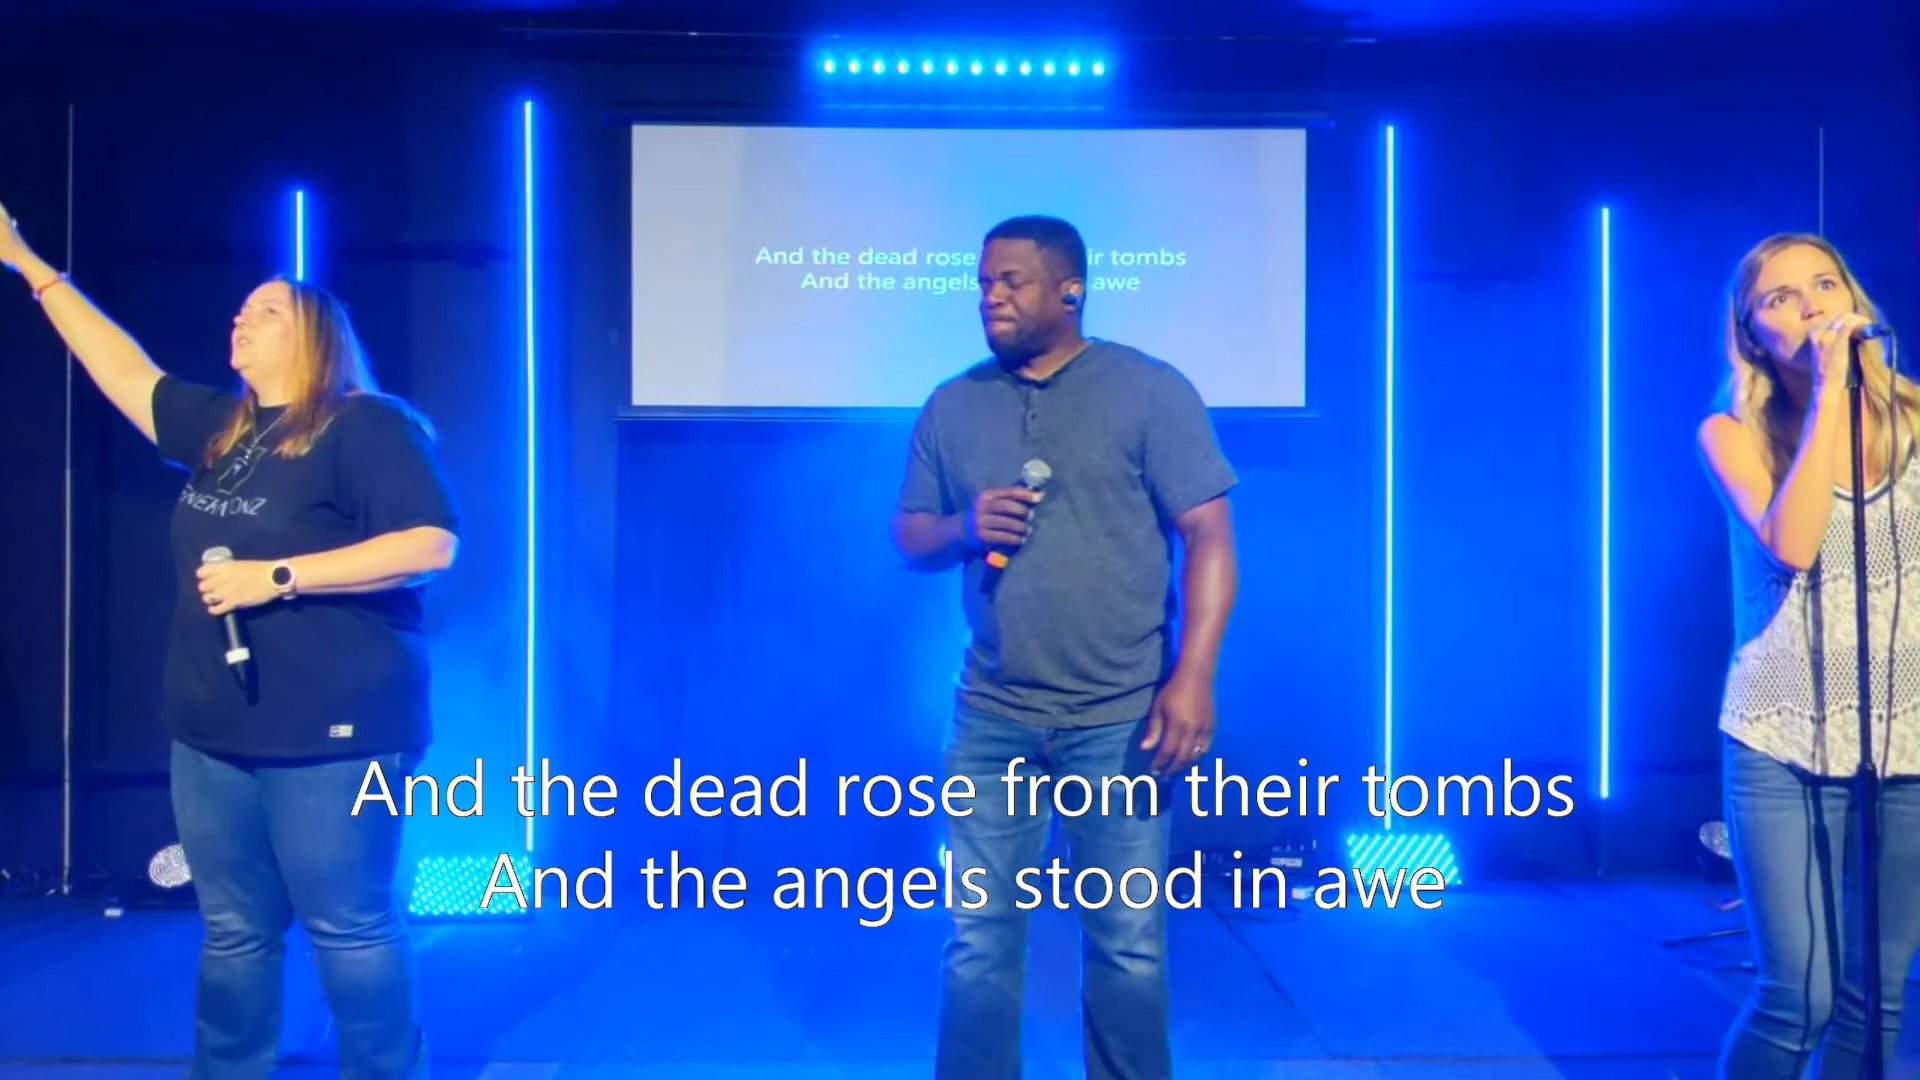 And the dead rose ir tombs
And the angels awe
And the dead rose from their tombs
And the angels stood in awe